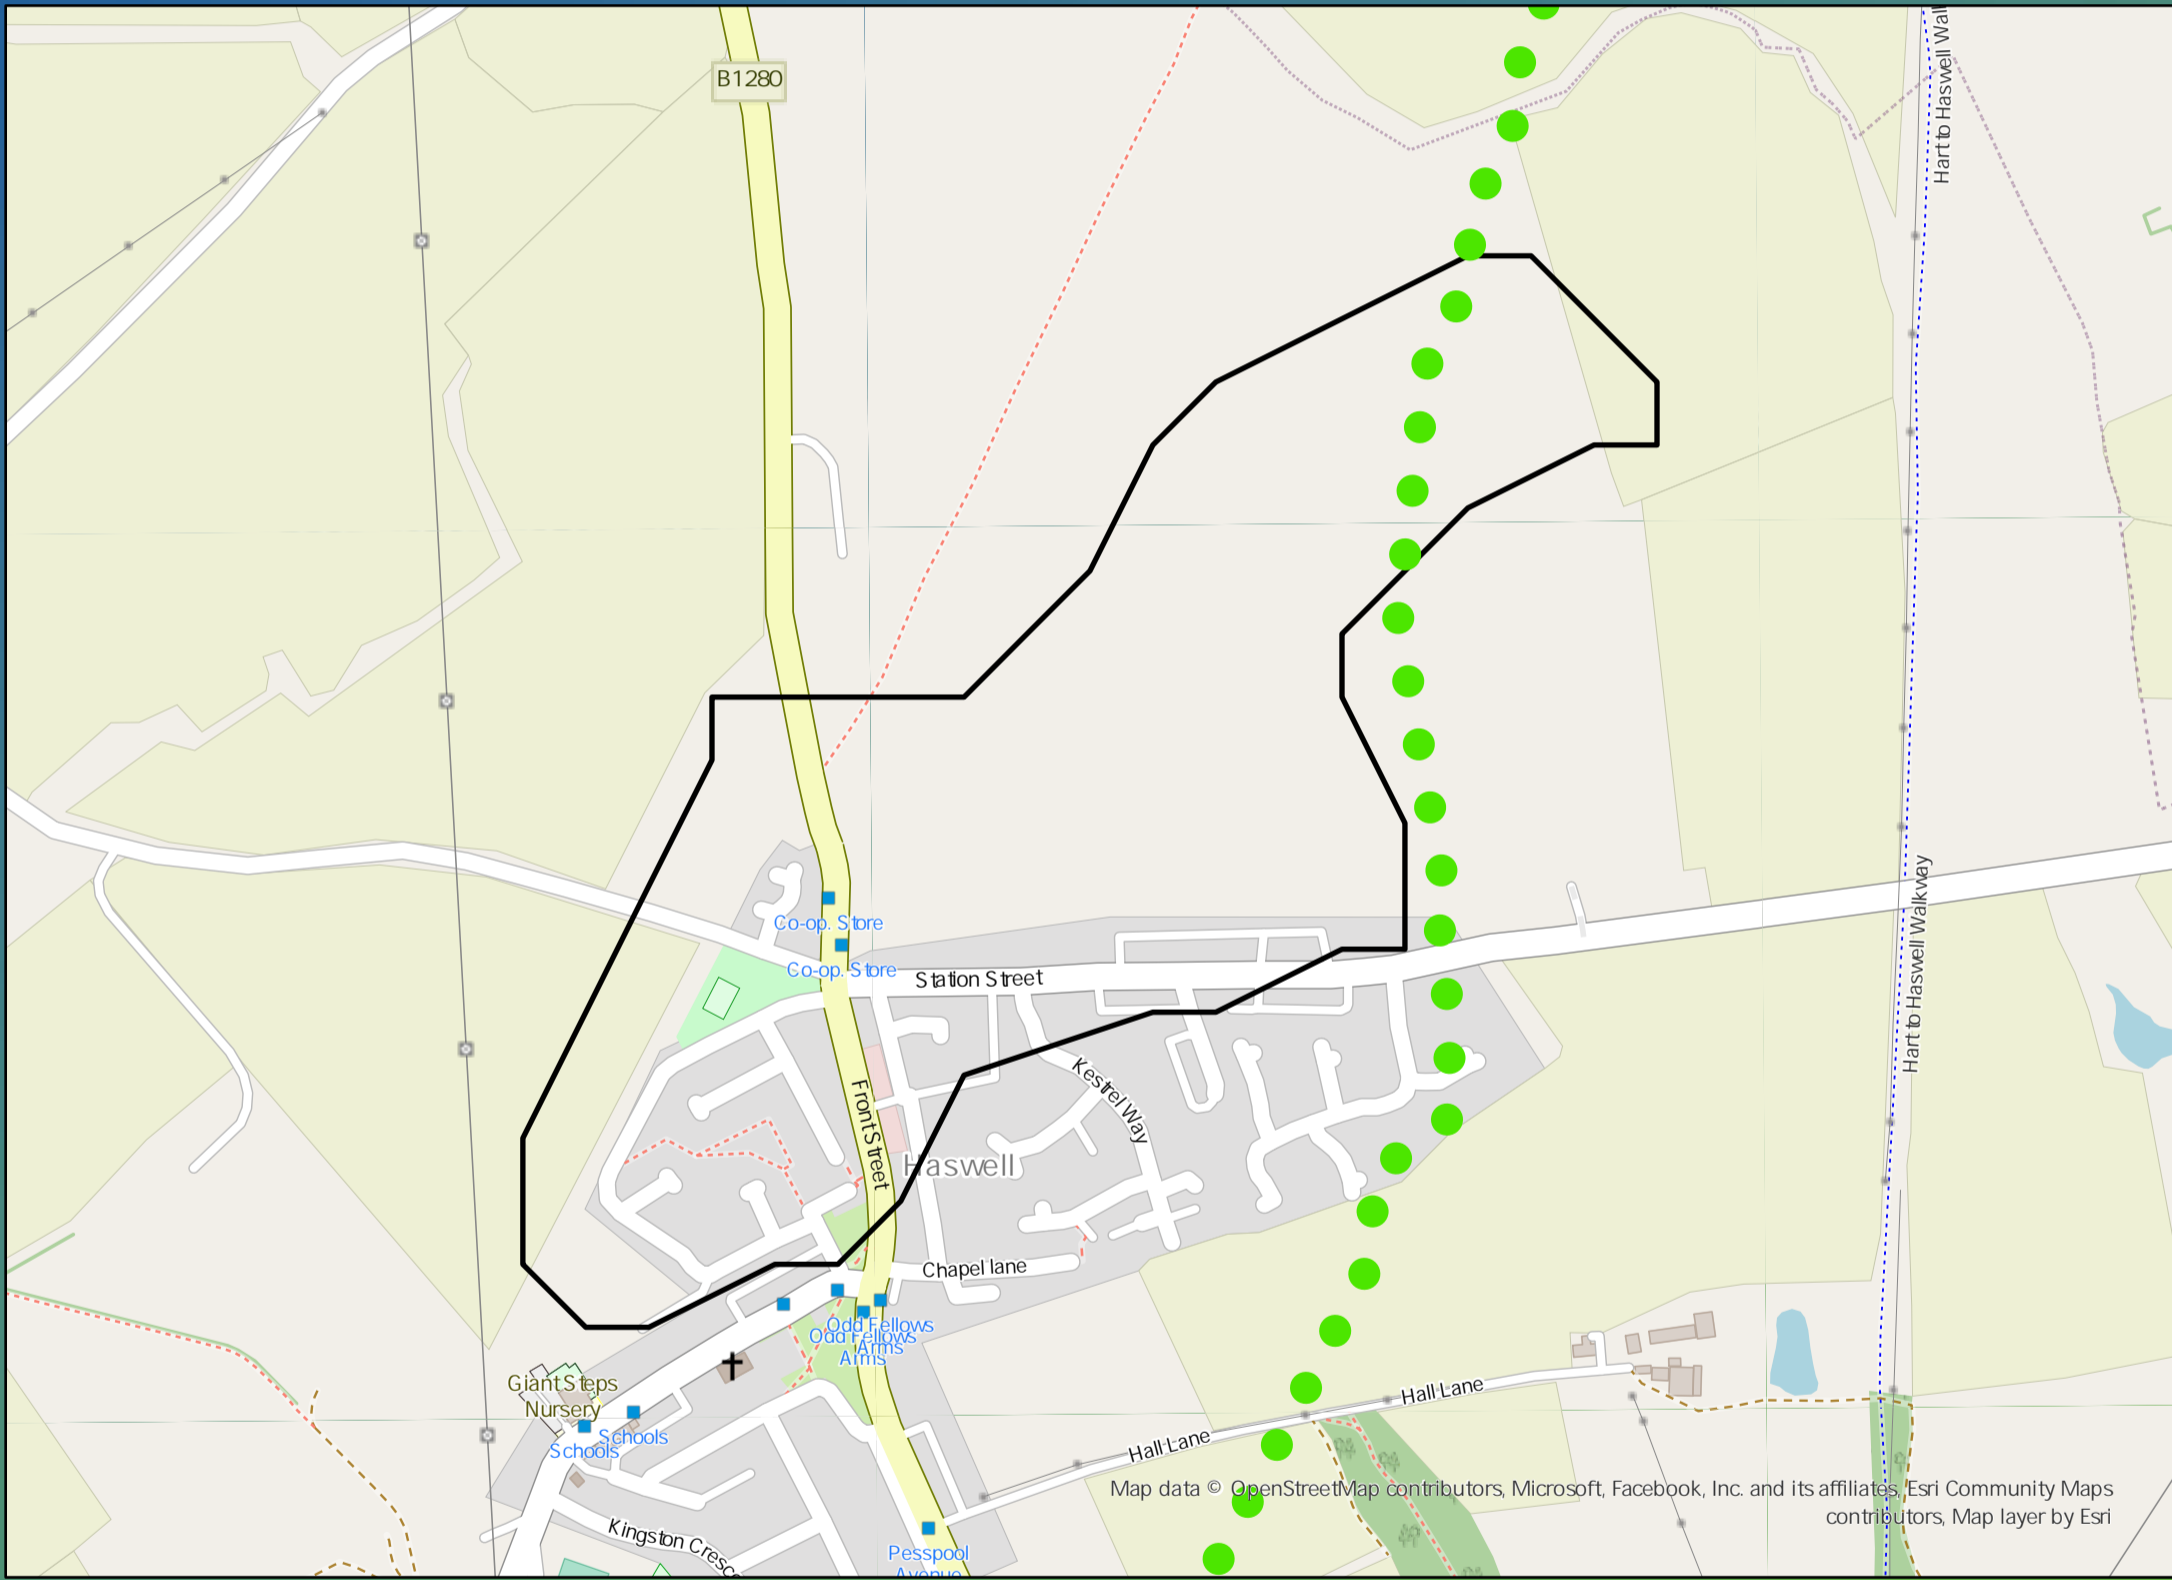 B1280
Hart to Haswell Wal
Co-op. Store
Co-op. Store
Station Street
Hart to Haswell Walkway
Kestrel Way
Front Street
Haswell
Chapel lane
Odd Fellows
Arms
Odd Fellows
Arms
Giant Steps
Nursery
Schools
Schools
Hall Lane
Hall Lane
Map data © OpenStreetMap contributors, Microsoft, Facebook, Inc. and its affiliates, Esri Community Maps
contributors, Map layer by Esri
Kingston Cresc
Pesspool
Avenue